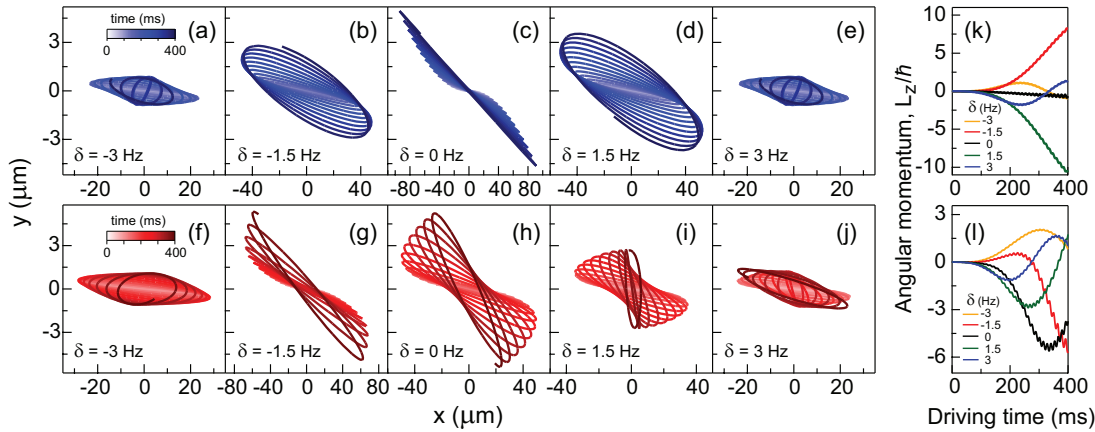 time (ms)
0 400
(a) (b) (c) (d) (e)
3
0
-3
δ = -3 Hz δ = -1.5 Hz δ = 0 Hz δ = 1.5 Hz δ = 3 Hz
-20 0 20 -40 0 40 -80 -40 0 40 80 -40 0 40 -20 0 20
y (μm)
time (ms)
0 400
(f) (g) (h) (i) (j)
3
0
-3
δ = -3 Hz δ = -1.5 Hz δ = 0 Hz δ = 1.5 Hz δ = 3 Hz
-20 0 20 -80 -40 0 40 80 -40 0 40 -40 0 40 -20 0 20
x (μm)
Angular momentum, Lz/ħ
(k)
10
5
0
-5
-10
δ (Hz)
-3
-1.5
0
1.5
3
0 200 400
(l)
3
0
-3
-6
δ (Hz)
-3
-1.5
0
1.5
3
0 200 400
Driving time (ms)